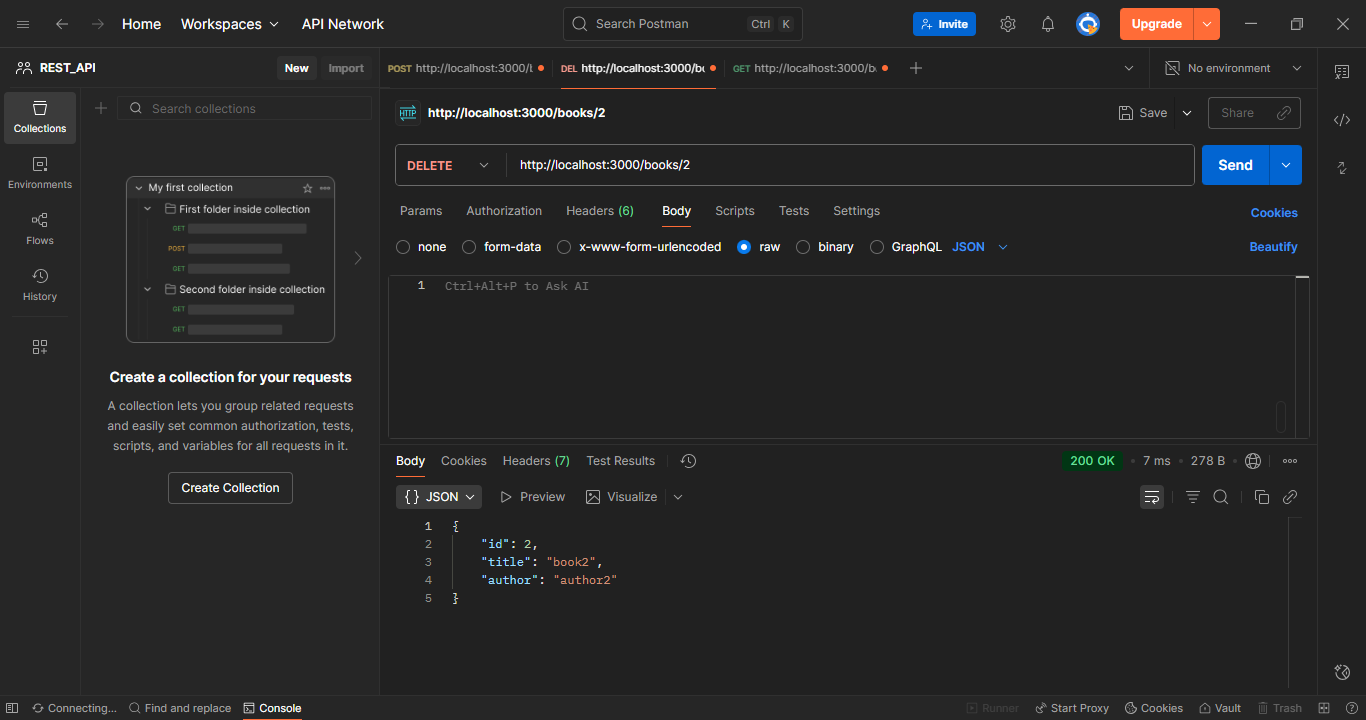 Home Workspaces API Network Search Postman Ctrl K Invite Upgrade
REST_API New Import POST http://localhost:3000/l DEL http://localhost:3000/bo GET http://localhost:3000/b No environment
Search collections
Collections
Environments
Flows
History
My first collection
First folder inside collection
GET
POST
GET
Second folder inside collection
GET
GET
Create a collection for your requests
A collection lets you group related requests
and easily set common authorization, tests,
scripts, and variables for all requests in it.
Create Collection
HTTP http://localhost:3000/books/2 Save Share
DELETE http://localhost:3000/books/2 Send
Params Authorization Headers (6) Body Scripts Tests Settings Cookies
none form-data x-www-form-urlencoded raw binary GraphQL JSON Beautify
1 Ctrl+Alt+P to Ask AI
Body Cookies Headers (7) Test Results 200 OK • 7 ms • 278 B
{} JSON Preview Visualize
1 {
2 "id": 2,
3 "title": "book2",
4 "author": "author2"
5 }
Connecting... Find and replace Console Runner Start Proxy Cookies Vault Trash